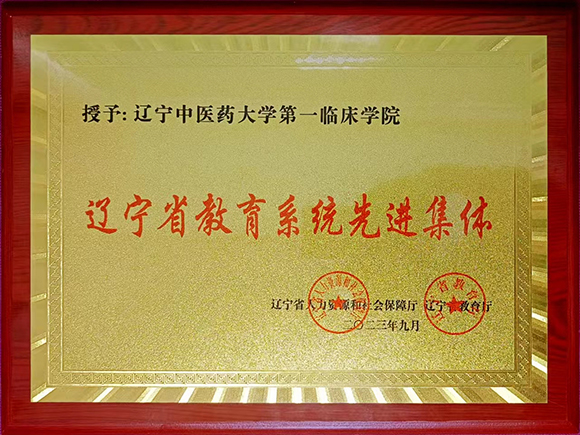 授予:辽宁中医药大学第一临床学院
辽宁省教育系统先进集体
辽宁省人力资源和社会保障厅 辽宁省教育厅
二〇二三年九月